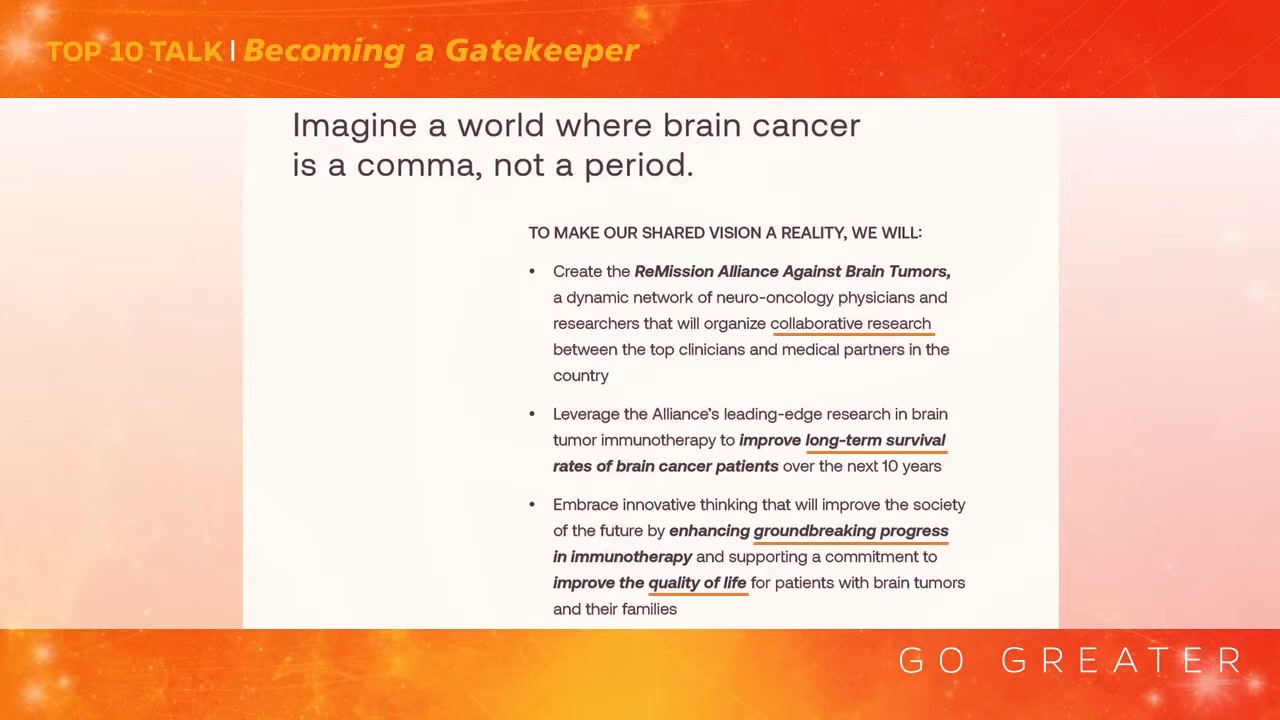 TOP 10 TALK | Becoming a Gatekeeper
Imagine a world where brain cancer
is a comma, not a period.
TO MAKE OUR SHARED VISION A REALITY, WE WILL:
• Create the ReMission Alliance Against Brain Tumors,
a dynamic network of neuro-oncology physicians and
researchers that will organize collaborative research
between the top clinicians and medical partners in the
country
• Leverage the Alliance’s leading-edge research in brain
tumor immunotherapy to improve long-term survival
rates of brain cancer patients over the next 10 years
• Embrace innovative thinking that will improve the society
of the future by enhancing groundbreaking progress
in immunotherapy and supporting a commitment to
improve the quality of life for patients with brain tumors
and their families
GO GREATER